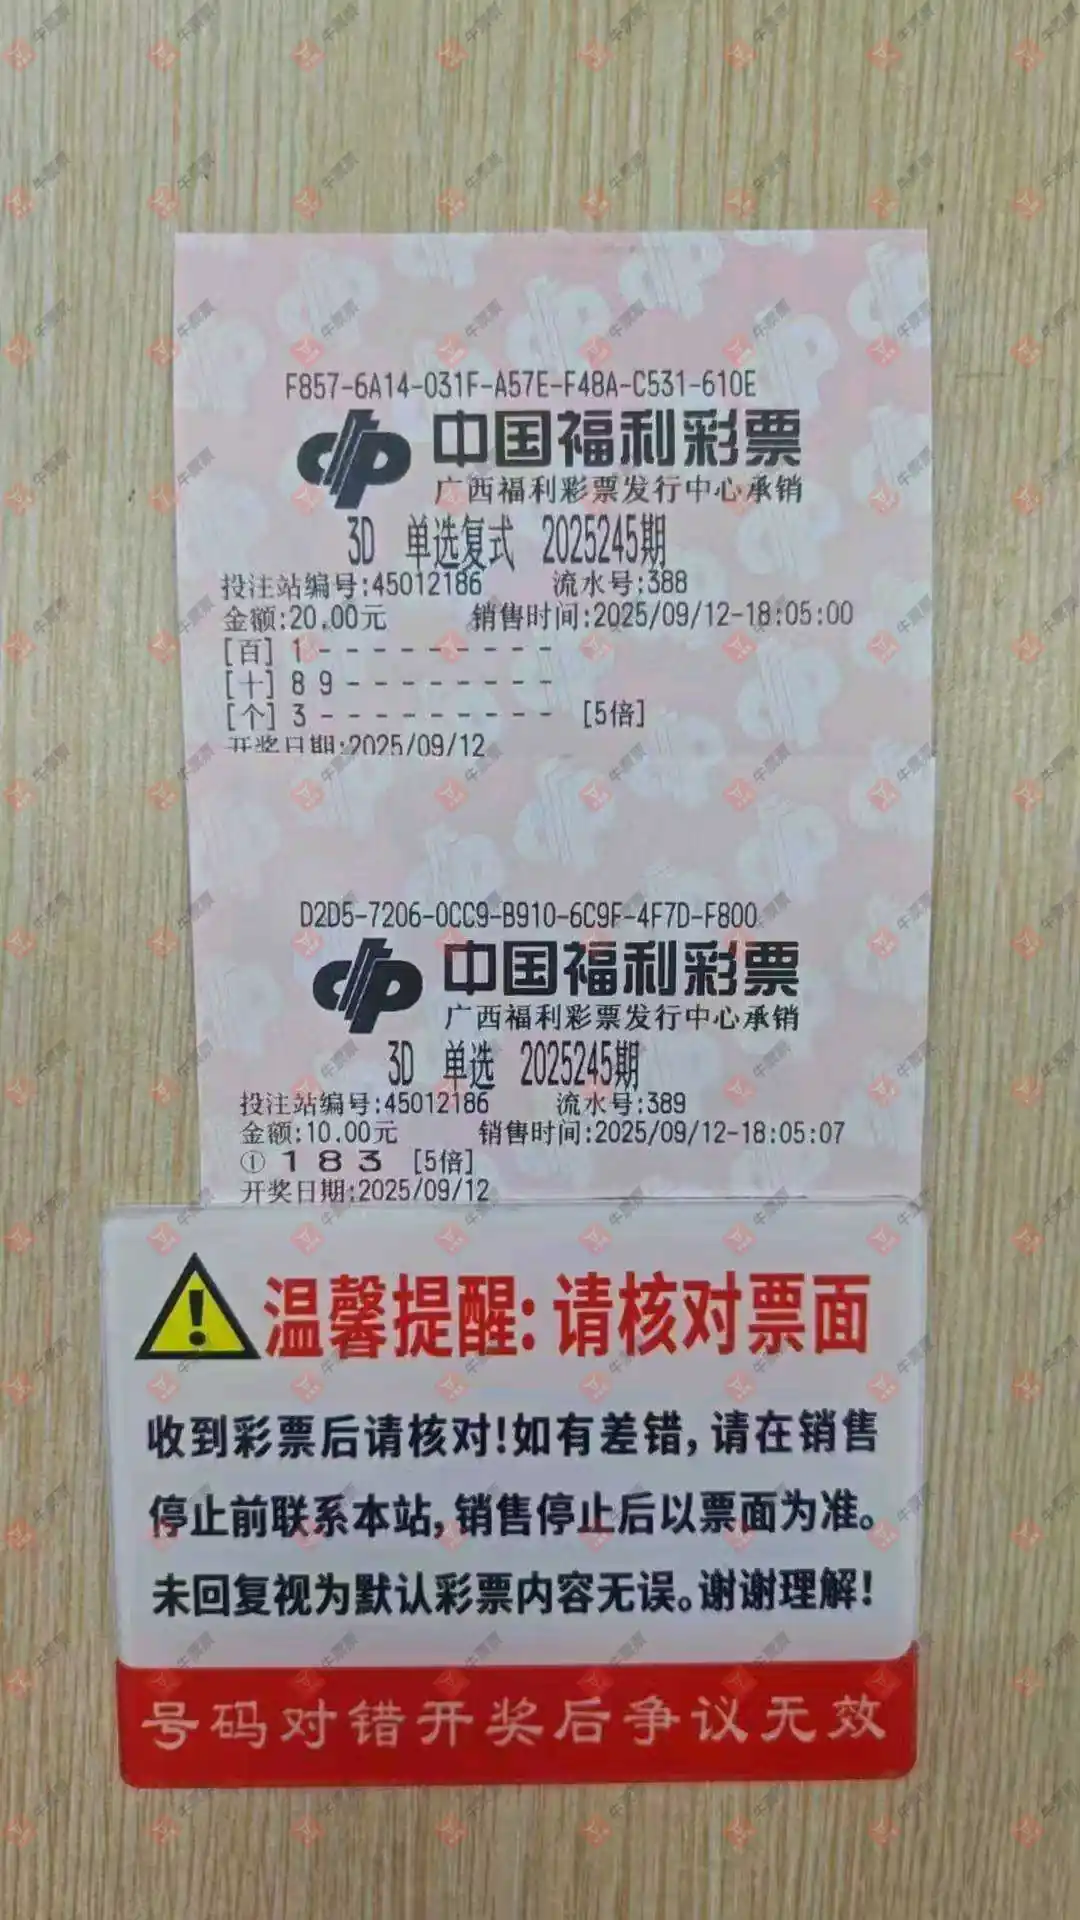 F857-6A14-031F-A57E-F48A-C531-610E
中国福利彩票
广西福利彩票发行中心承销
3D 单选复式 2025245期
投注站编号:45012186 流水号:388
金额:20.00元 销售时间:2025/09/12-18:05:00
[百] 1 - - - - - - - - -
[十] 8 9 - - - - - - - -
[个] 3 - - - - - - - - - [5倍]
开奖日期:2025/09/12
D2D5-7206-0CC9-B910-6C9F-4F7D-F800
中国福利彩票
广西福利彩票发行中心承销
3D 单选 2025245期
投注站编号:45012186 流水号:389
金额:10.00元 销售时间:2025/09/12-18:05:07
① 1 8 3 [5倍]
开奖日期:2025/09/12
温馨提醒:请核对票面
收到彩票后请核对!如有差错,请在销售
停止前联系本站,销售停止后以票面为准。
未回复视为默认彩票内容无误。谢谢理解!
号码对错开奖后争议无效
牛票票